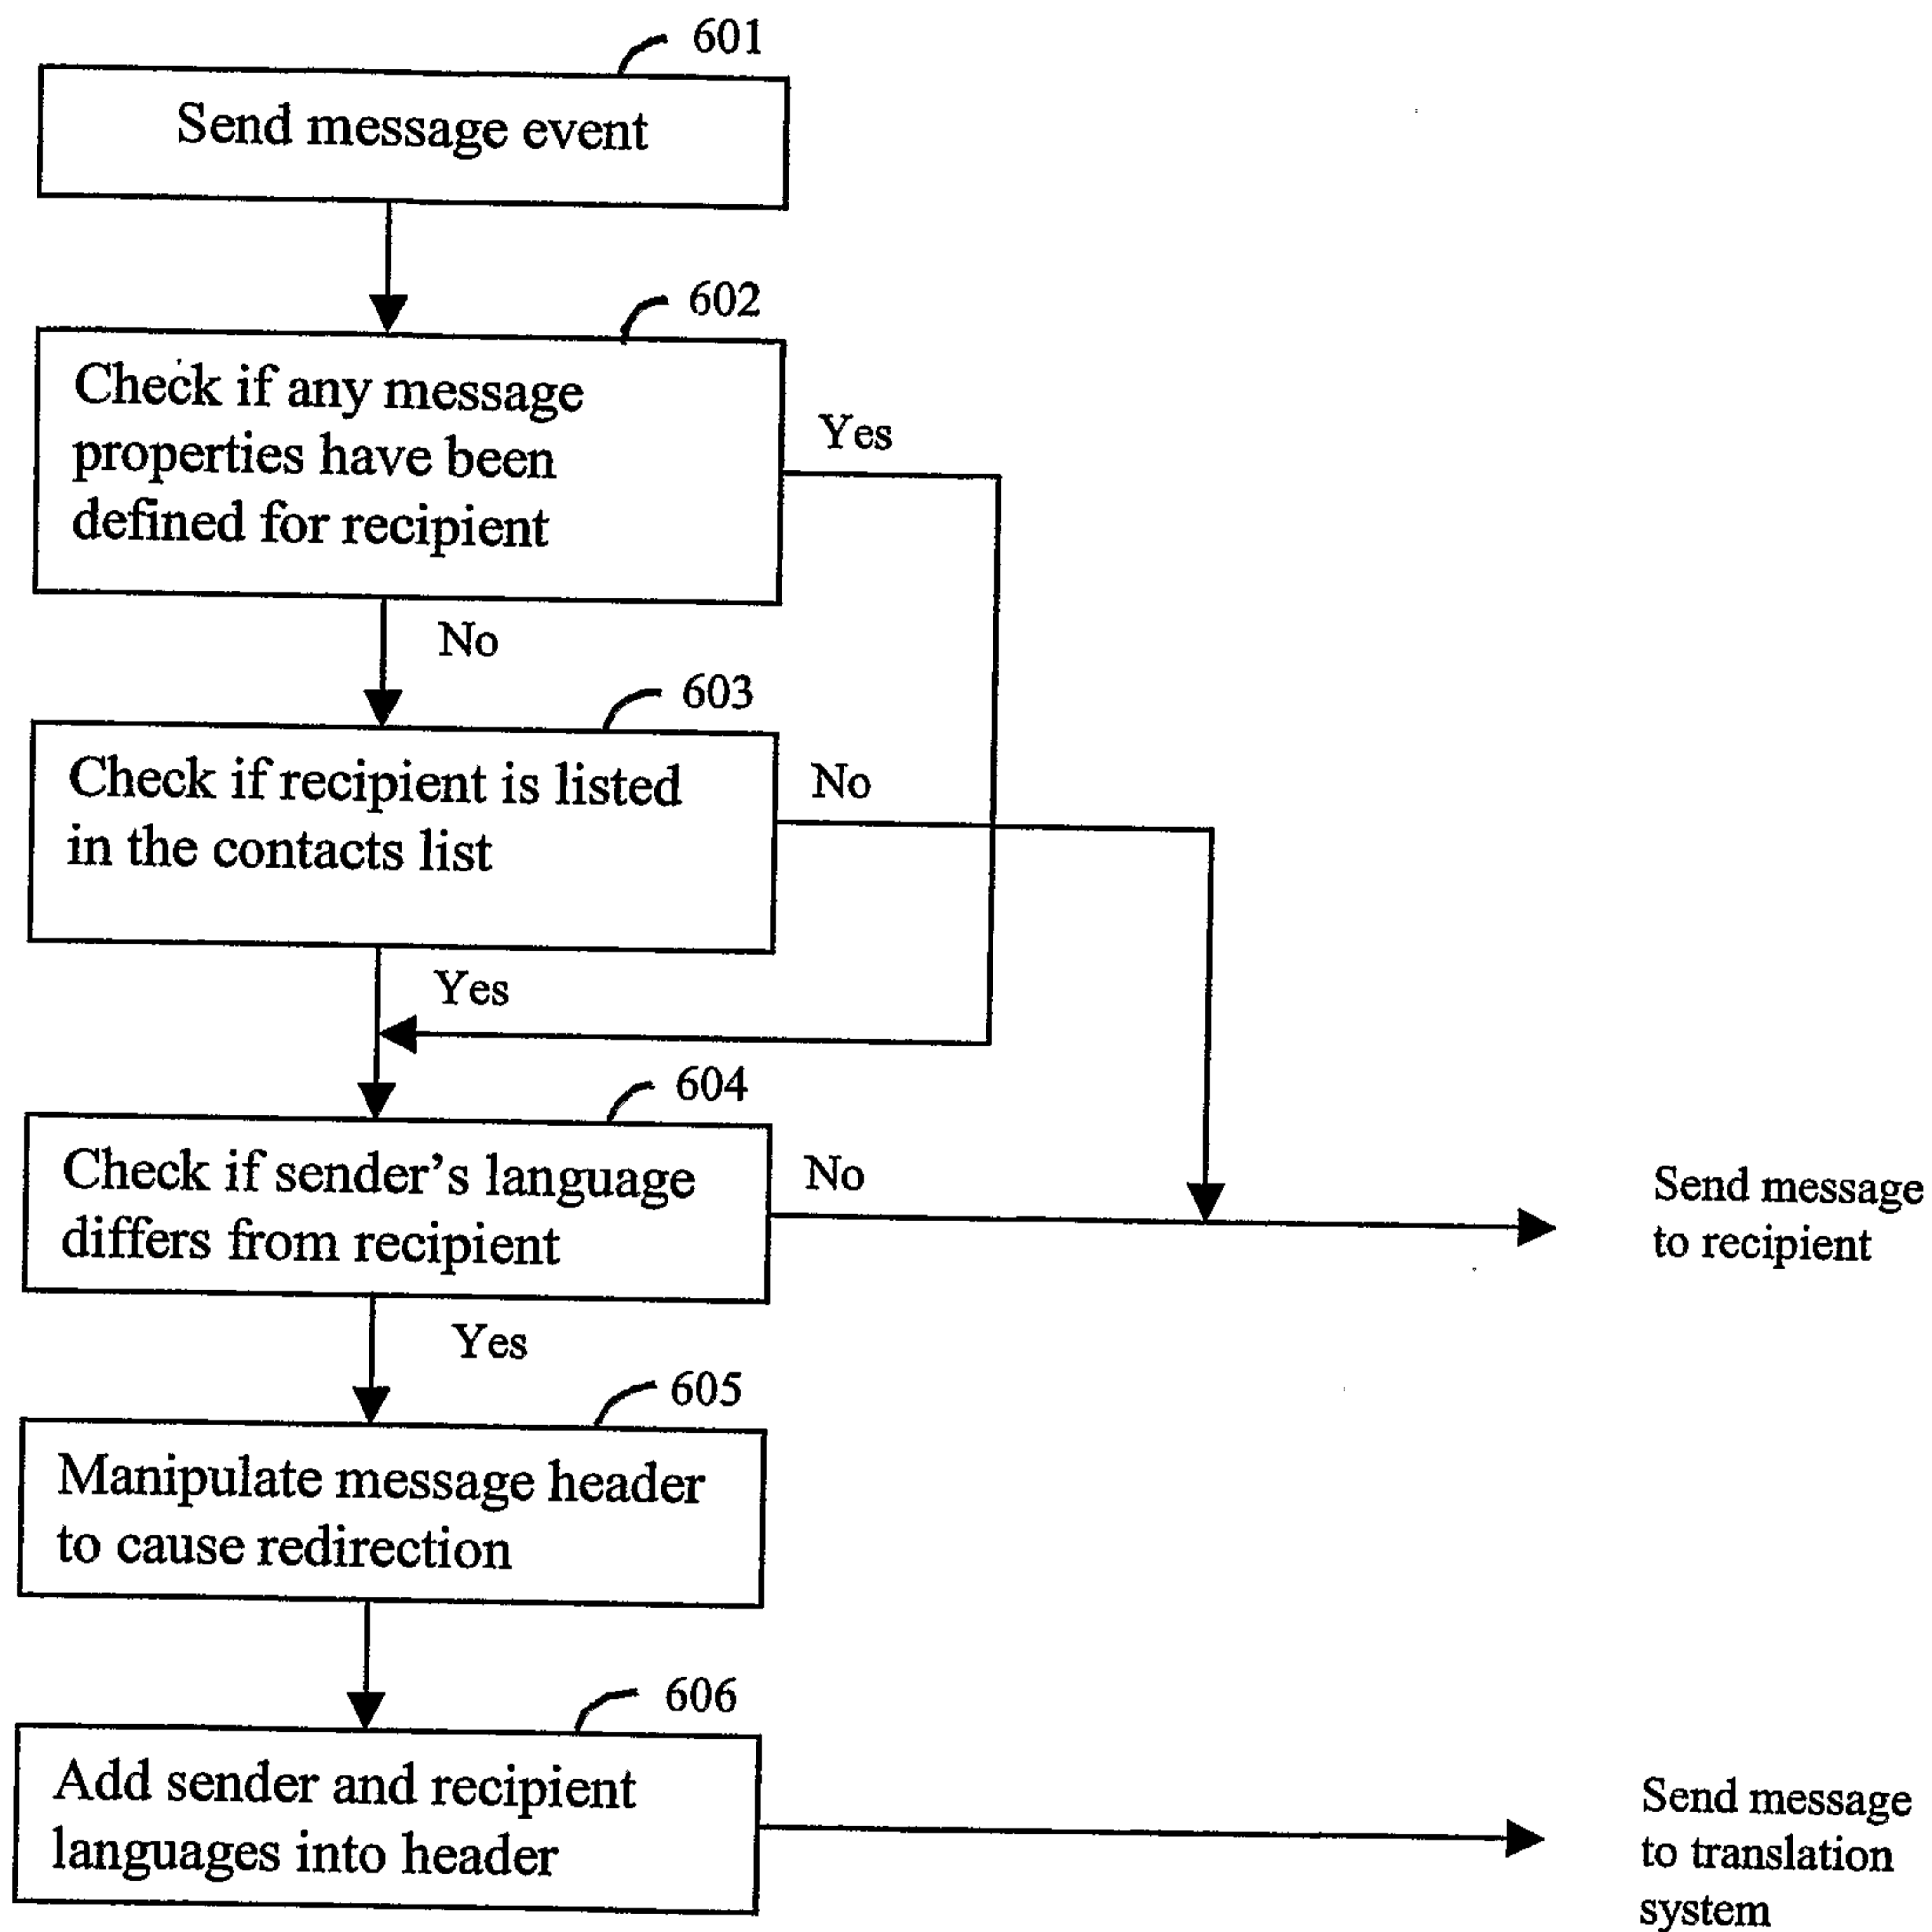 601
Send message event
602
Check if any message
properties have been
defined for recipient
Yes
No
603
Check if recipient is listed
in the contacts list
No
Yes
604
Check if sender's language
differs from recipient
No
Send message
to recipient
Yes
605
Manipulate message header
to cause redirection
606
Add sender and recipient
languages into header
Send message
to translation
system